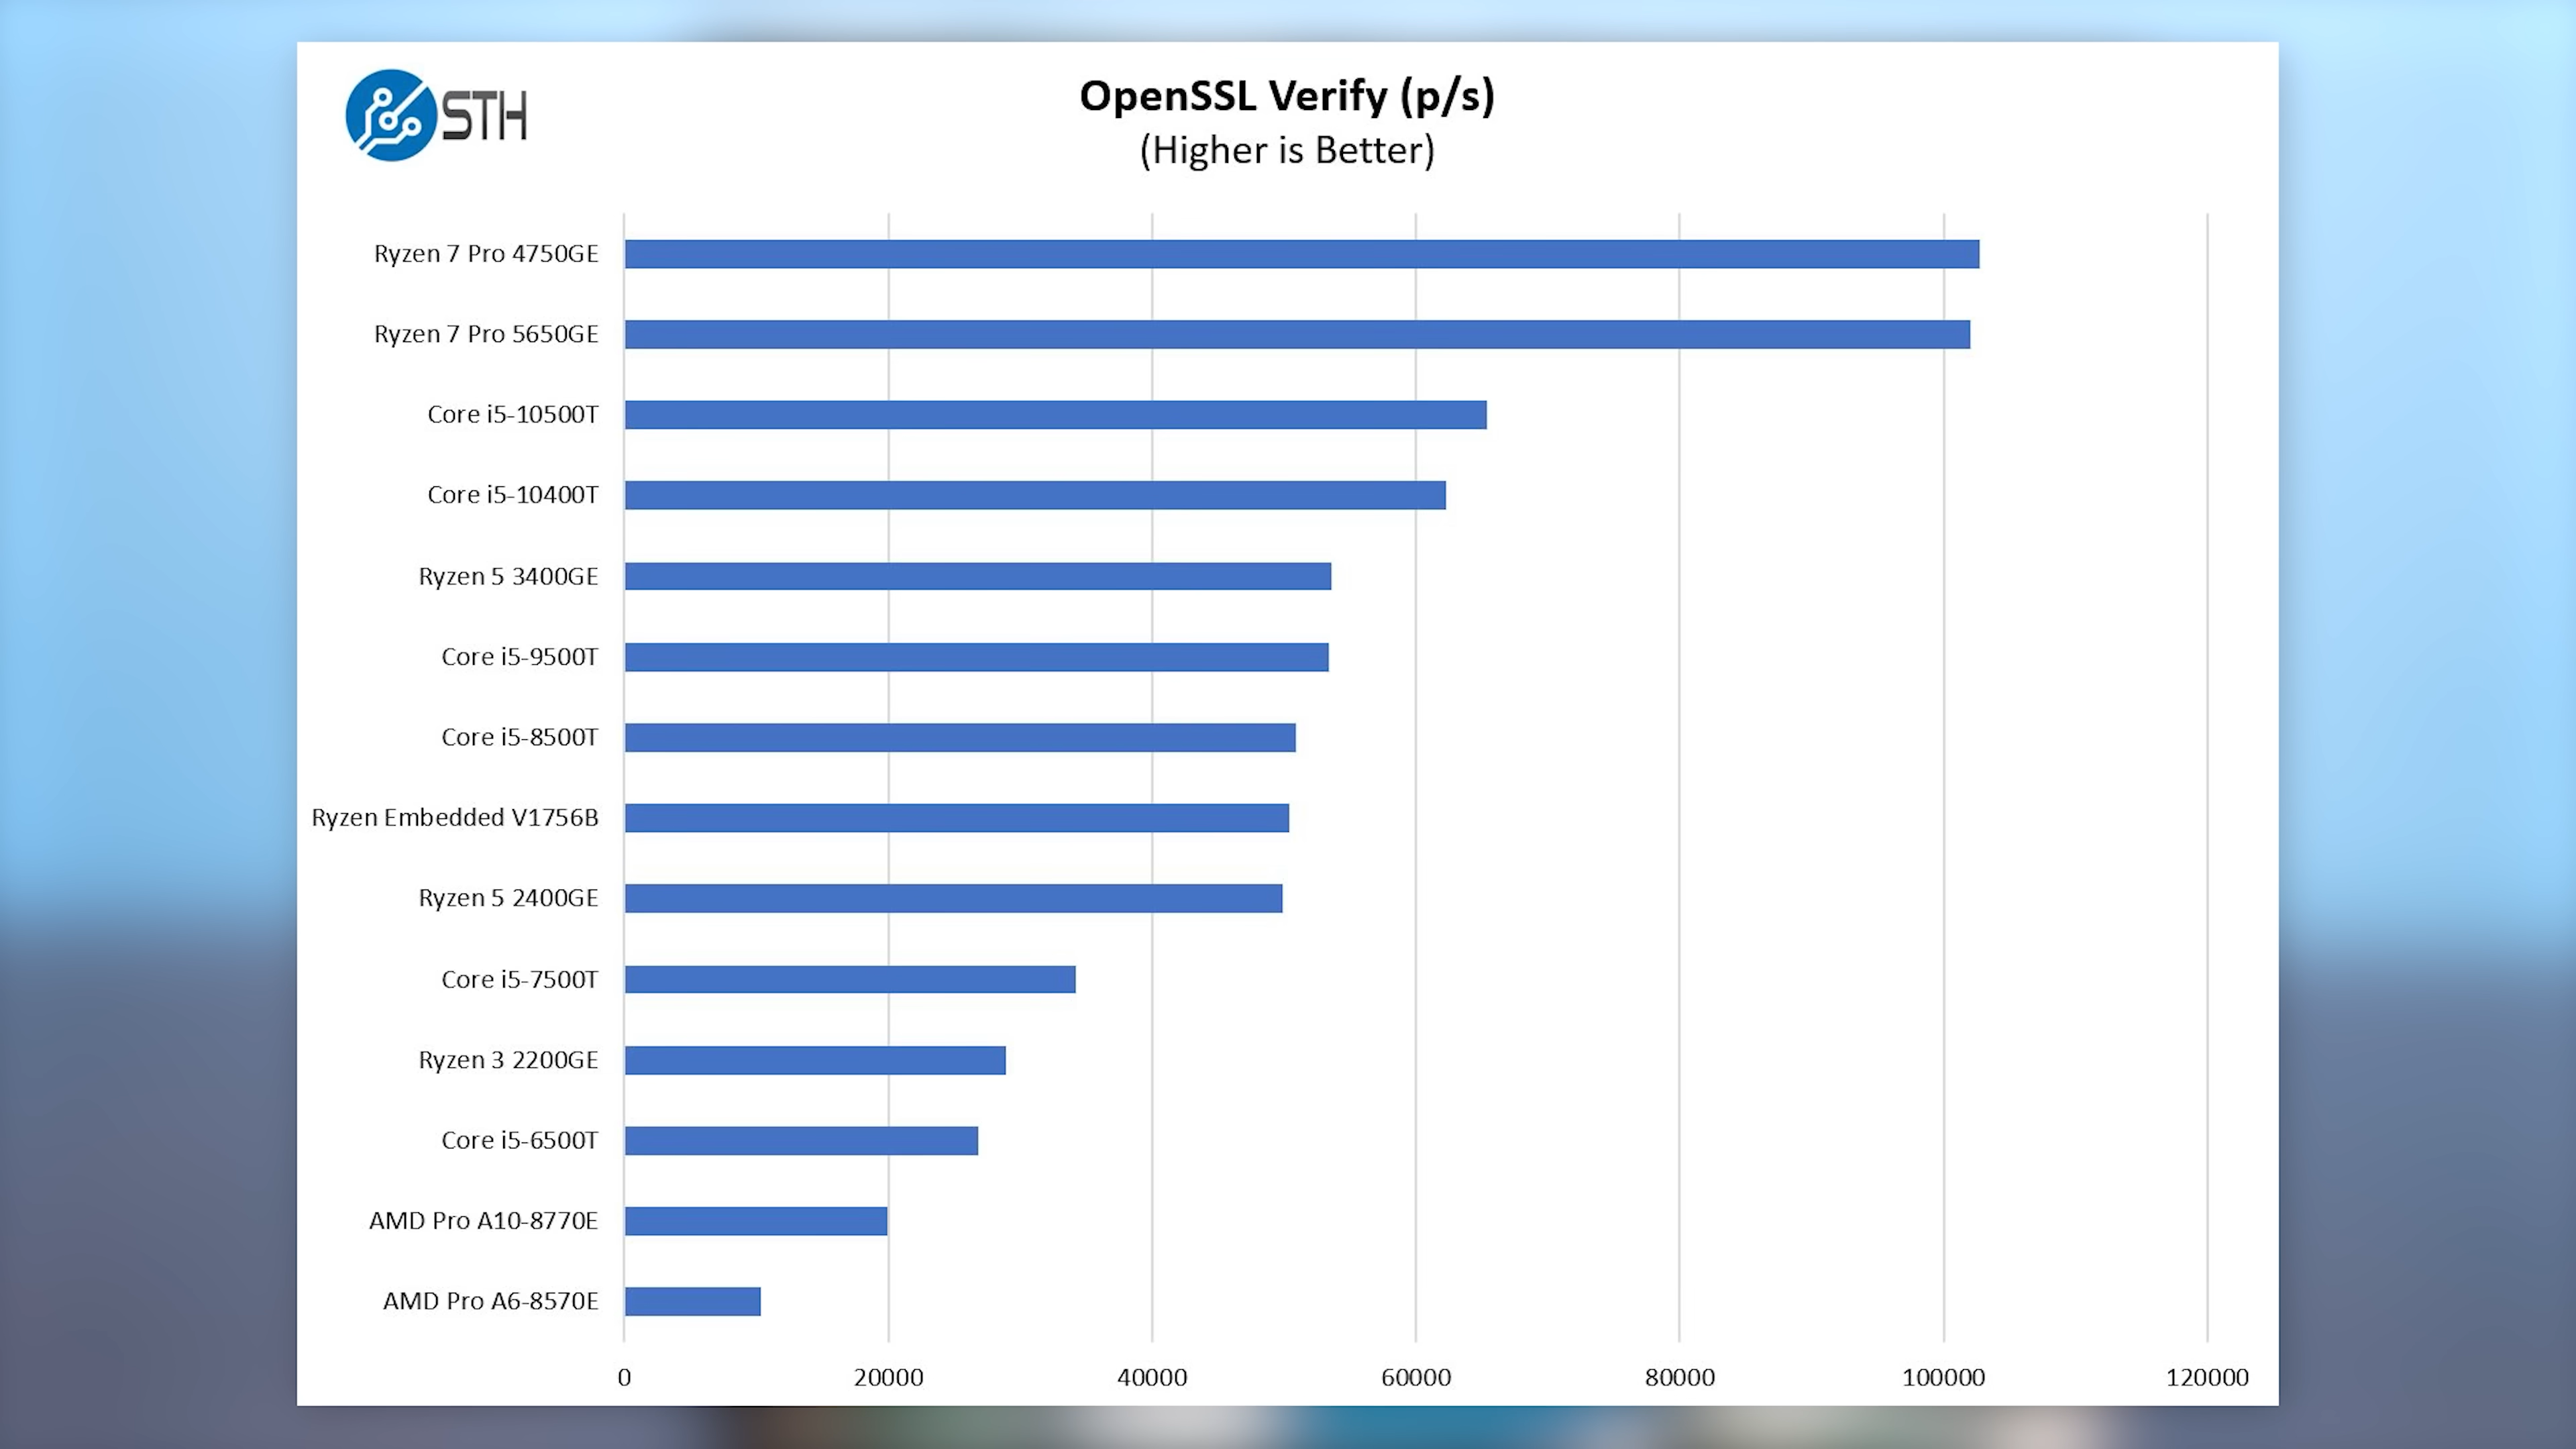 STH
OpenSSL Verify (p/s)
(Higher is Better)
Ryzen 7 Pro 4750GE
Ryzen 7 Pro 5650GE
Core i5-10500T
Core i5-10400T
Ryzen 5 3400GE
Core i5-9500T
Core i5-8500T
Ryzen Embedded V1756B
Ryzen 5 2400GE
Core i5-7500T
Ryzen 3 2200GE
Core i5-6500T
AMD Pro A10-8770E
AMD Pro A6-8570E
0 20000 40000 60000 80000 100000 120000